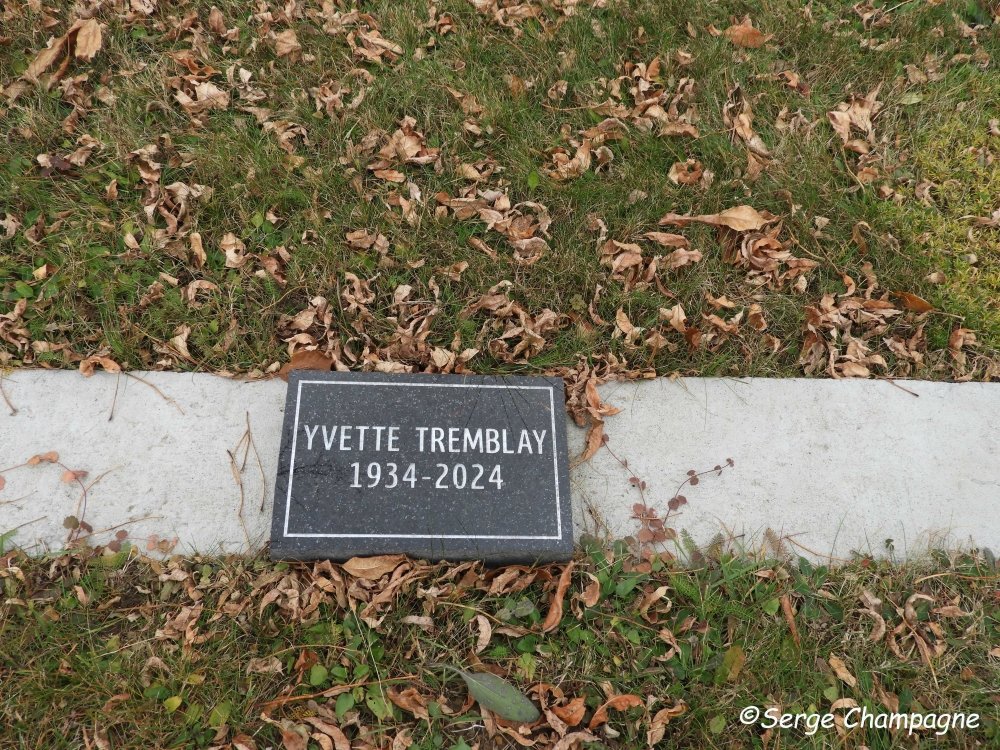 YVETTE TREMBLAY
1934-2024
©Serge Champagne